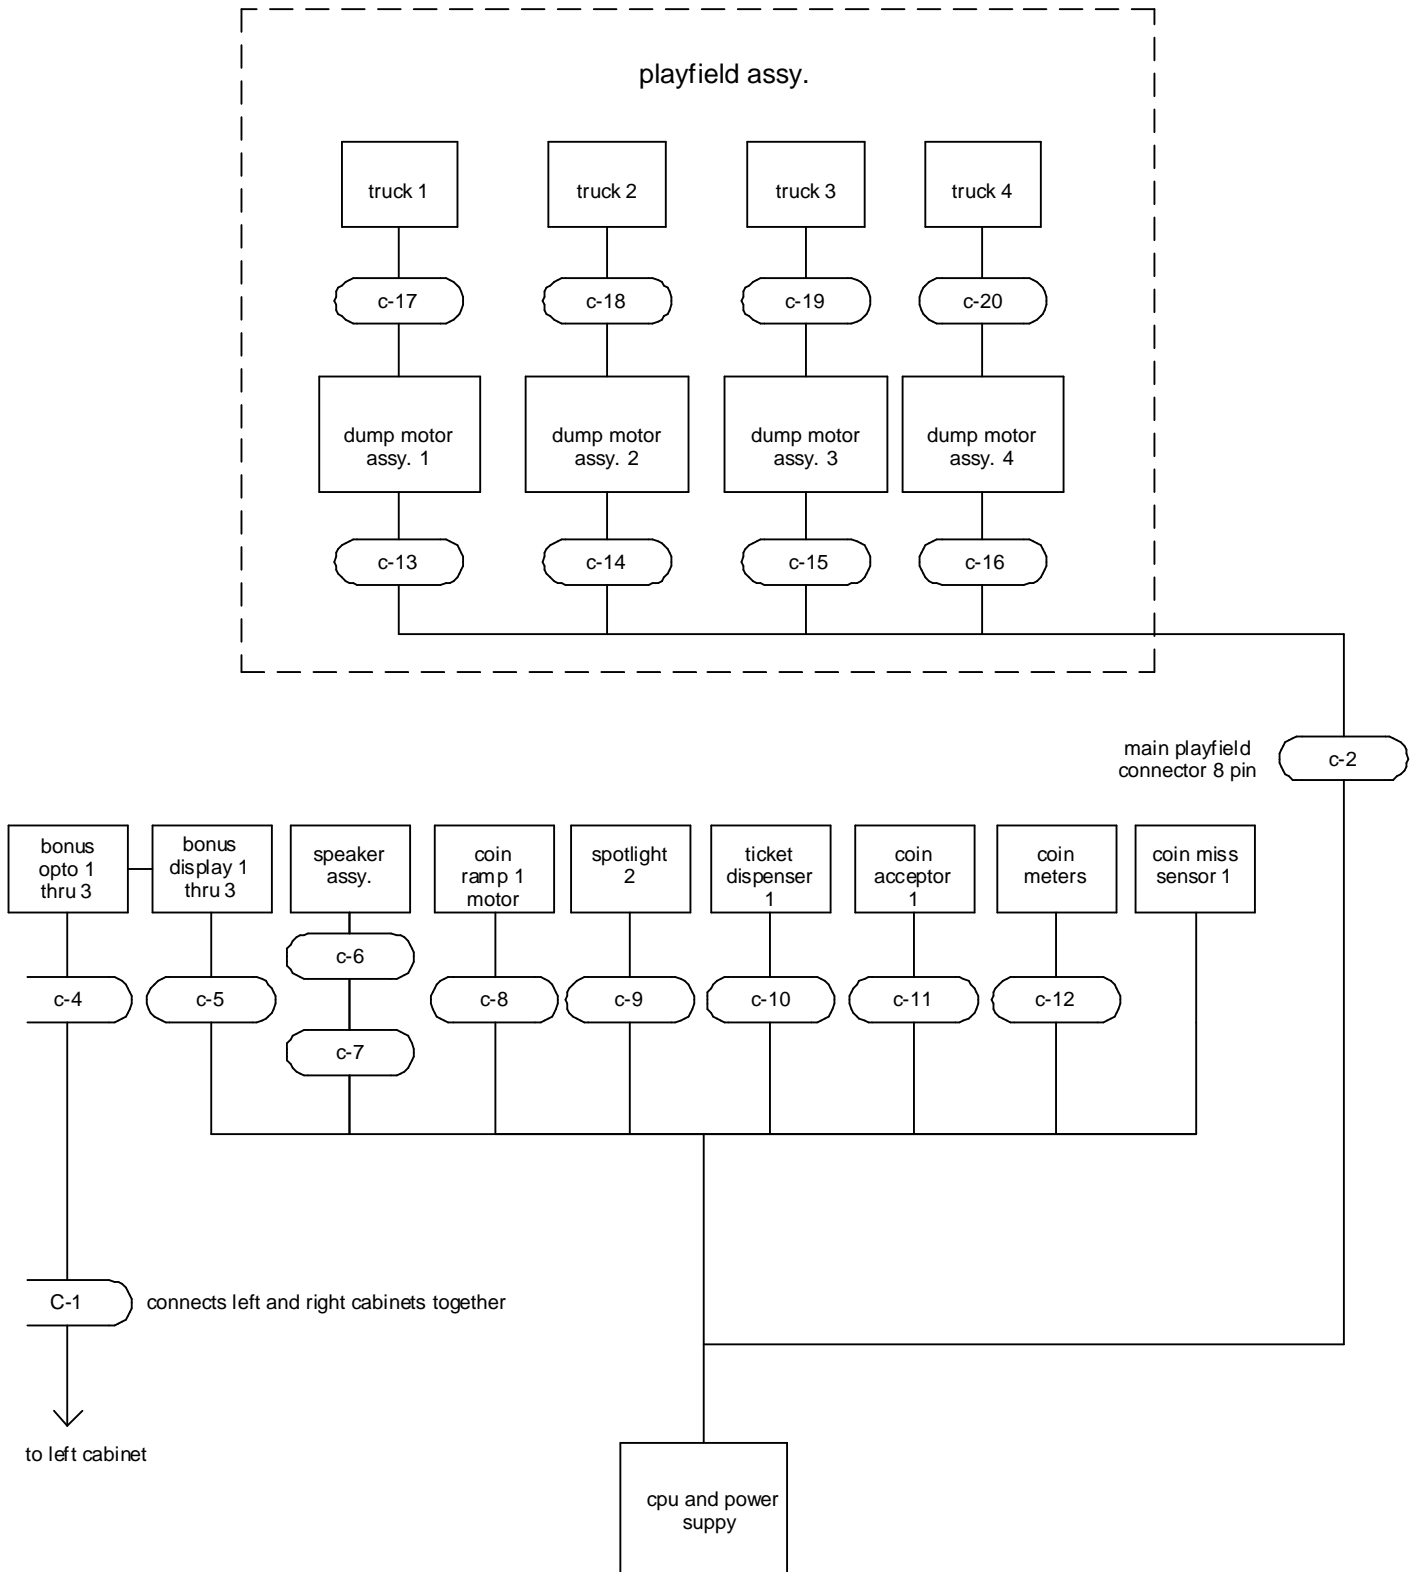 playfield assy.
truck 1
truck 2
truck 3
truck 4
c-17
c-18
c-19
c-20
dump motor
assy. 1
dump motor
assy. 2
dump motor
assy. 3
dump motor
assy. 4
c-13
c-14
c-15
c-16
main playfield
connector 8 pin
c-2
bonus
opto 1
thru 3
bonus
display 1
thru 3
speaker
assy.
coin
ramp 1
motor
spotlight
2
ticket
dispenser
1
coin
acceptor
1
coin
meters
coin miss
sensor 1
c-6
c-4
c-5
c-8
c-9
c-10
c-11
c-12
c-7
C-1
connects left and right cabinets together
to left cabinet
cpu and power
suppy